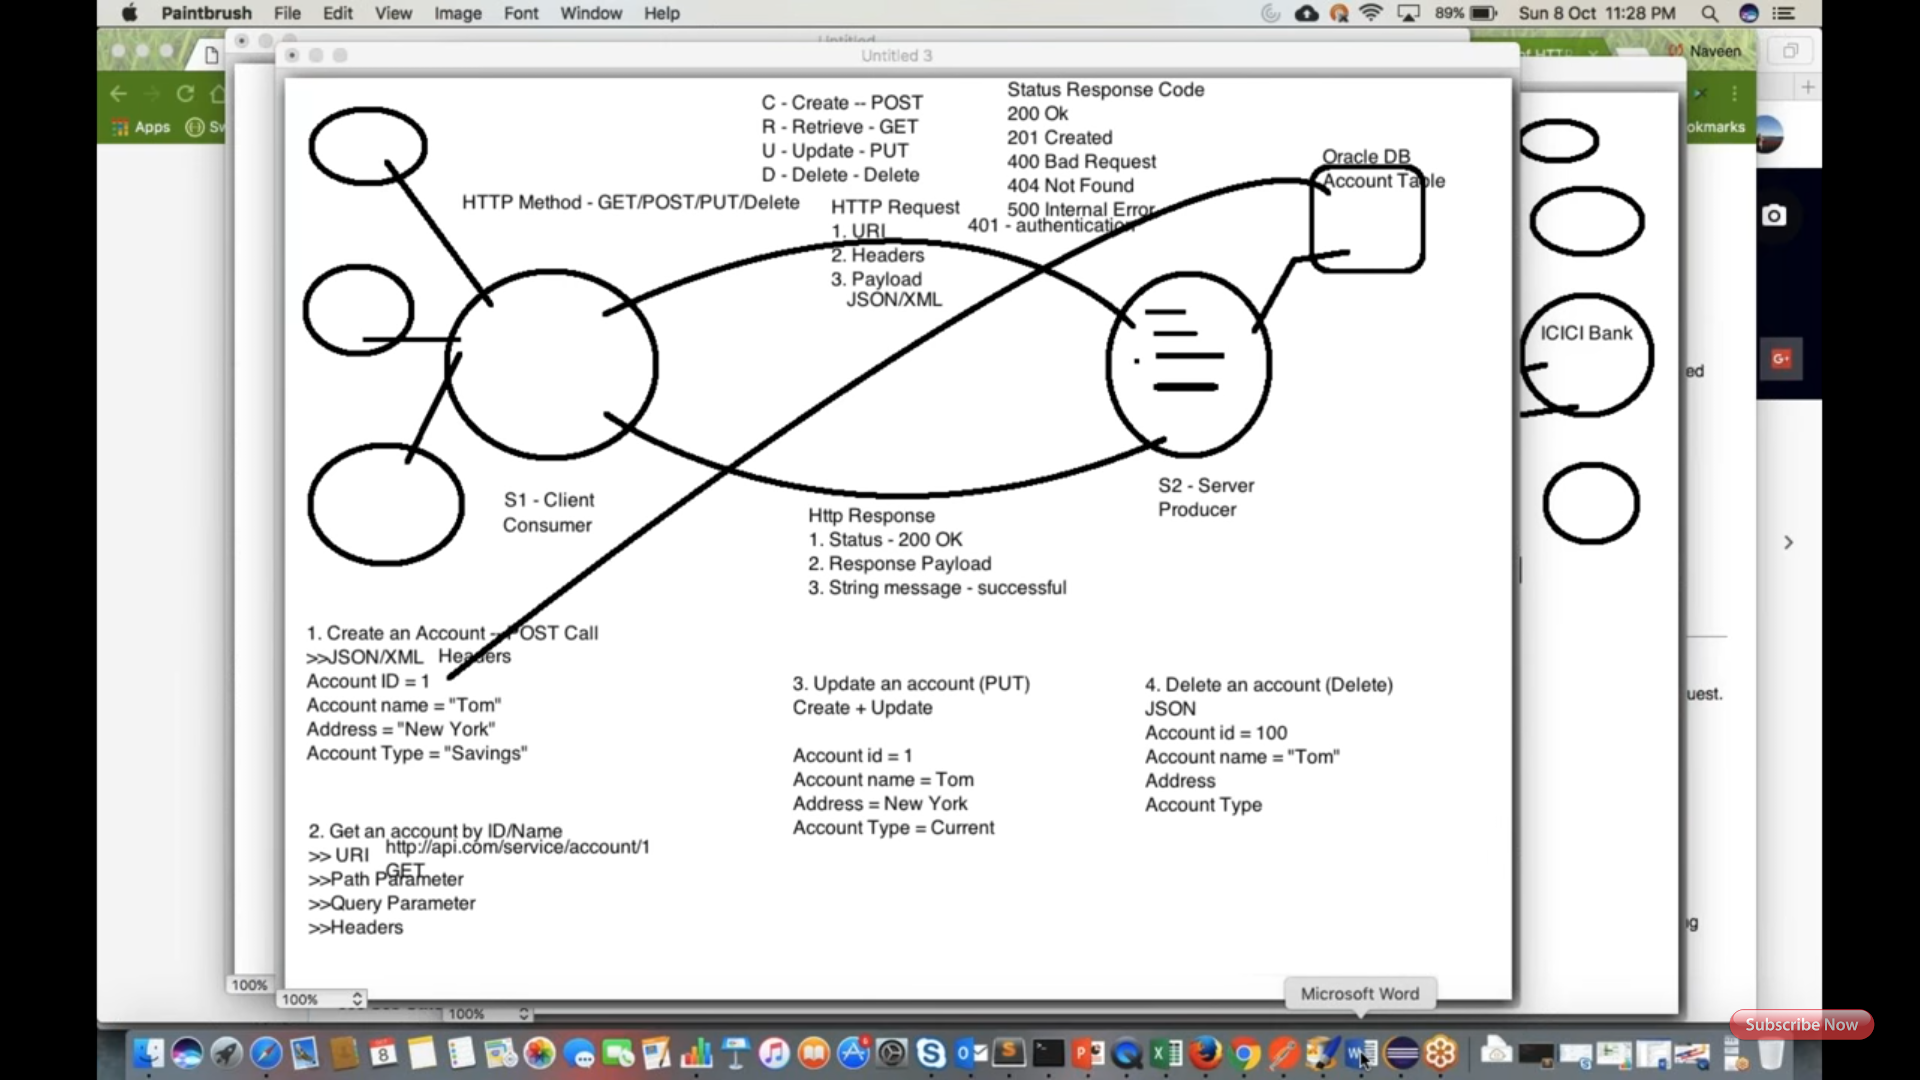 Paintbrush File Edit View Image Font Window Help
89% Sun 8 Oct 11:28 PM
Untitled
Untitled 3
Naveen
Apps
Sw
okmarks
C - Create -- POST
R - Retrieve - GET
U - Update - PUT
D - Delete - Delete
Status Response Code
200 Ok
201 Created
400 Bad Request
404 Not Found
500 Internal Error
401 - authentication
Oracle DB
Account Table
HTTP Method - GET/POST/PUT/Delete
HTTP Request
1. URI
2. Headers
3. Payload
JSON/XML
ICICI Bank
ed
S1 - Client
Consumer
S2 - Server
Producer
Http Response
1. Status - 200 OK
2. Response Payload
3. String message - successful
1. Create an Account -- POST Call
>>JSON/XML Headers
Account ID = 1
Account name = "Tom"
Address = "New York"
Account Type = "Savings"
3. Update an account (PUT)
Create + Update
Account id = 1
Account name = Tom
Address = New York
Account Type = Current
4. Delete an account (Delete)
JSON
Account id = 100
Account name = "Tom"
Address
Account Type
uest.
2. Get an account by ID/Name
>> URI http://api.com/service/account/1
GET
>>Path Parameter
>>Query Parameter
>>Headers
100%
100%
100%
Microsoft Word
Subscribe Now
8